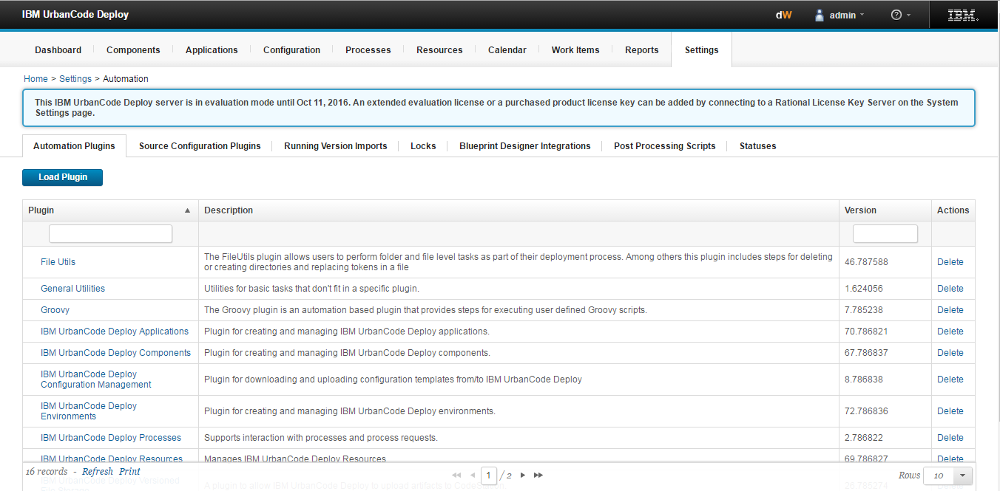 IBM UrbanCode Deploy
dW
admin
?
IBM.
Dashboard
Components
Applications
Configuration
Processes
Resources
Calendar
Work Items
Reports
Settings
Home > Settings > Automation
This IBM UrbanCode Deploy server is in evaluation mode until Oct 11, 2016. An extended evaluation license or a purchased product license key can be added by connecting to a Rational License Key Server on the System
Settings page.
Automation Plugins
Source Configuration Plugins
Running Version Imports
Locks
Blueprint Designer Integrations
Post Processing Scripts
Statuses
Load Plugin
Plugin Description Version Actions
File Utils
The FileUtils plugin allows users to perform folder and file level tasks as part of their deployment process. Among others this plugin includes steps for deleting
or creating directories and replacing tokens in a file
46.787588 Delete
General Utilities Utilities for basic tasks that don't fit in a specific plugin. 1.624056 Delete
Groovy The Groovy plugin is an automation based plugin that provides steps for executing user defined Groovy scripts. 7.785238 Delete
IBM UrbanCode Deploy Applications Plugin for creating and managing IBM UrbanCode Deploy applications. 70.786821 Delete
IBM UrbanCode Deploy Components Plugin for creating and managing IBM UrbanCode Deploy components. 67.786837 Delete
IBM UrbanCode Deploy
Configuration Management
Plugin for downloading and uploading configuration templates from/to IBM UrbanCode Deploy 8.786838 Delete
IBM UrbanCode Deploy
Environments
Plugin for creating and managing IBM UrbanCode Deploy environments. 72.786836 Delete
IBM UrbanCode Deploy Processes Supports interaction with processes and process requests. 2.786822 Delete
IBM UrbanCode Deploy Resources Manages IBM UrbanCode Deploy Resources 69.786827 Delete
16 records - Refresh Print
1 / 2
Rows 10
IBM UrbanCode Deploy Versioned
File Storage
A plugin to allow IBM UrbanCode Deploy to upload artifacts to CodeStation. 26.785274